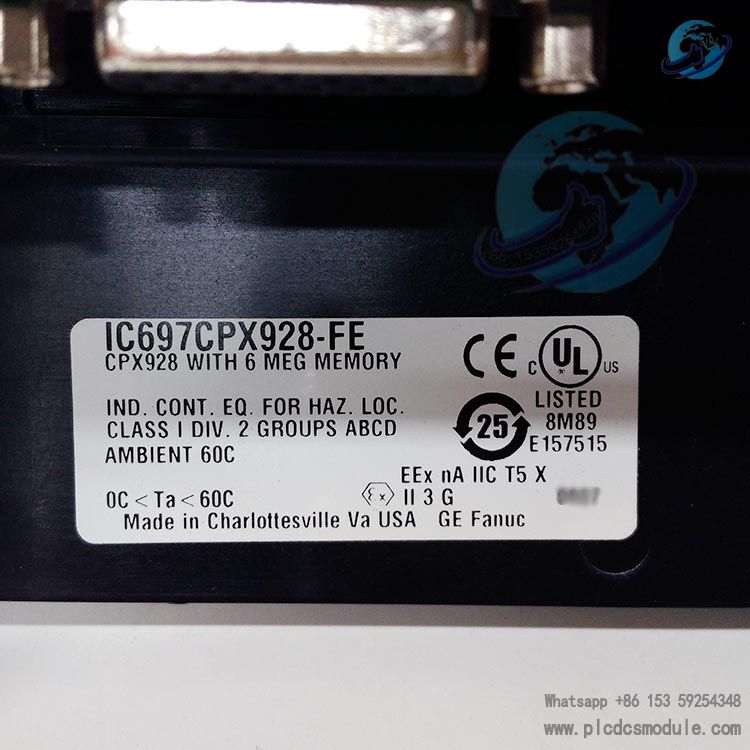 IC697CPX928-FE
CPX928 WITH 6 MEG MEMORY
CE
C UL US
LISTED
8M89
E157515
IND. CONT. EQ. FOR HAZ. LOC.
CLASS I DIV. 2 GROUPS ABCD
AMBIENT 60C
25
EEx nA IIC T5 X
0C < Ta < 60C
Ex II 3 G
Made in Charlottesville Va USA GE Fanuc
Whatsapp +86 153 59254348
www.plcdcsmodule.com